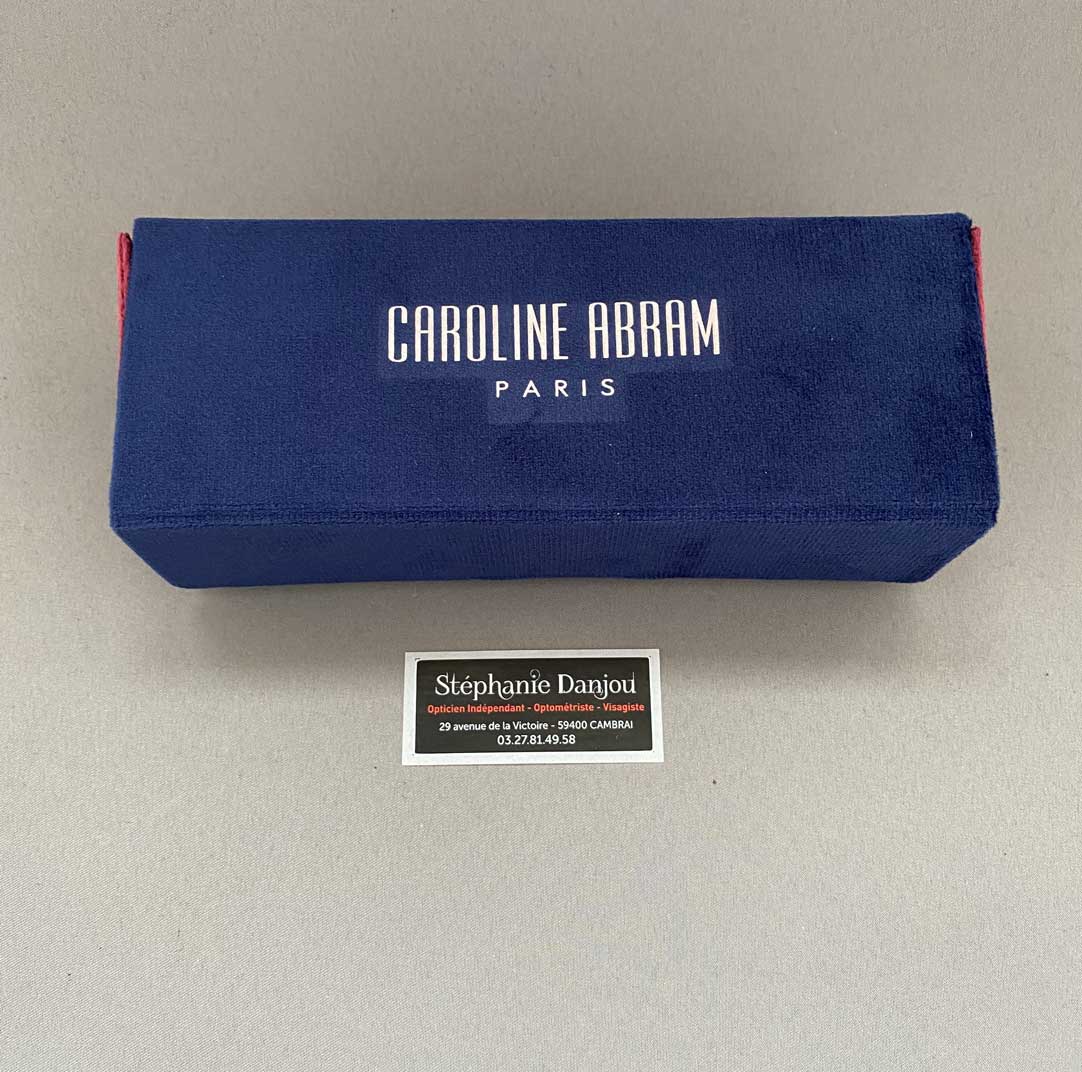 CAROLINE ABRAM
PARIS
Stéphanie Danjou
Opticien Indépendant - Optométriste - Visagiste
29 avenue de la Victoire - 59400 CAMBRAI
03.27.81.49.58